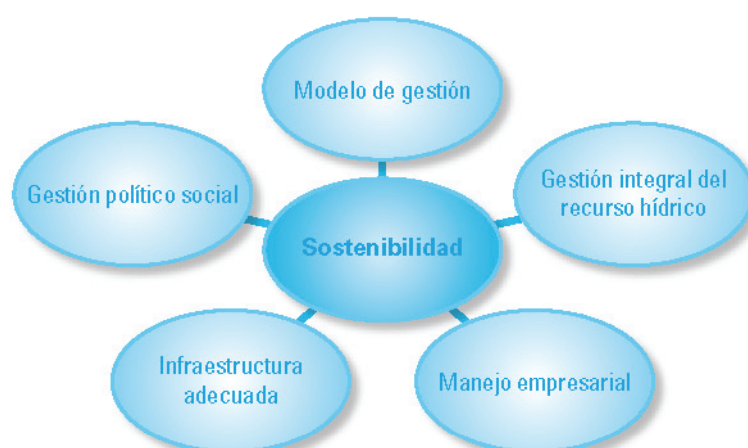 Modelo de gestión
Gestión político social
Gestión integral del
recurso hídrico
Sostenibilidad
Infraestructura
adecuada
Manejo empresarial